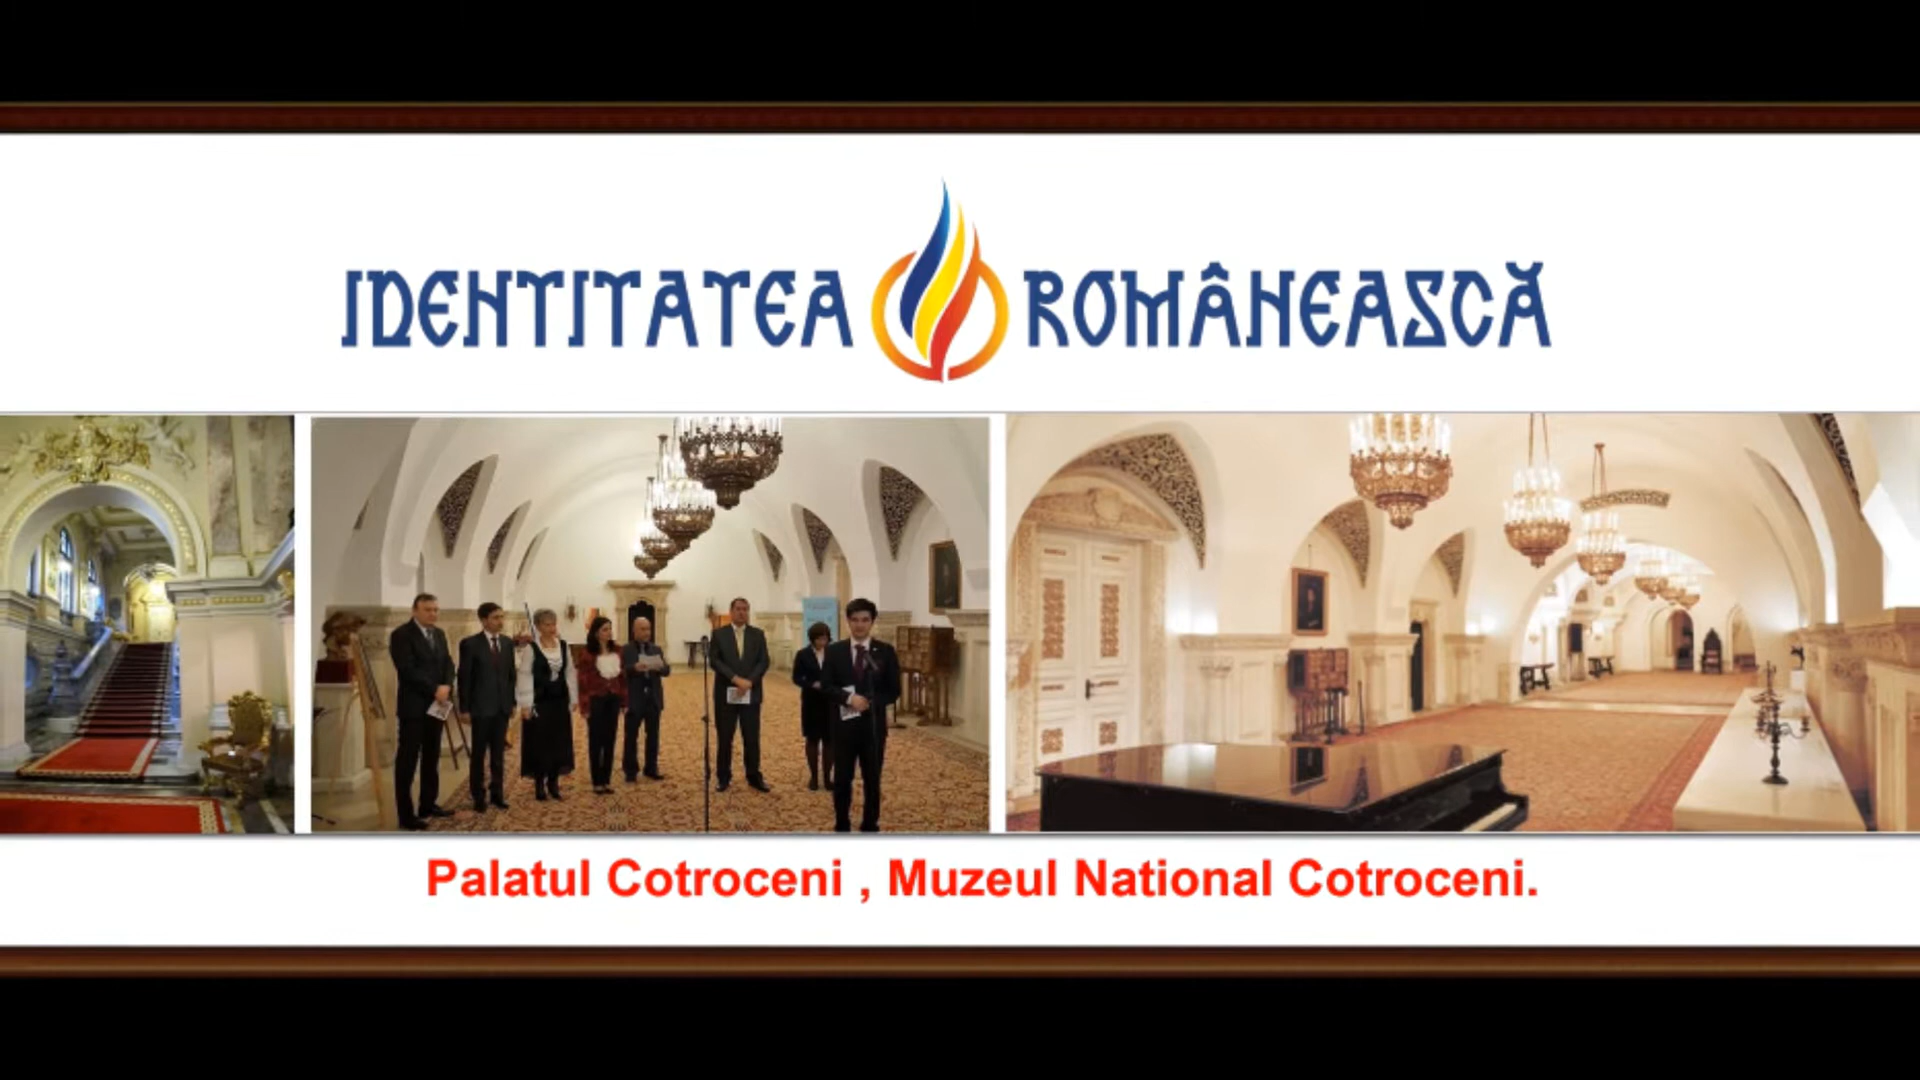 IDENTITATEA ROMÂNEASCĂ
Palatul Cotroceni , Muzeul National Cotroceni.